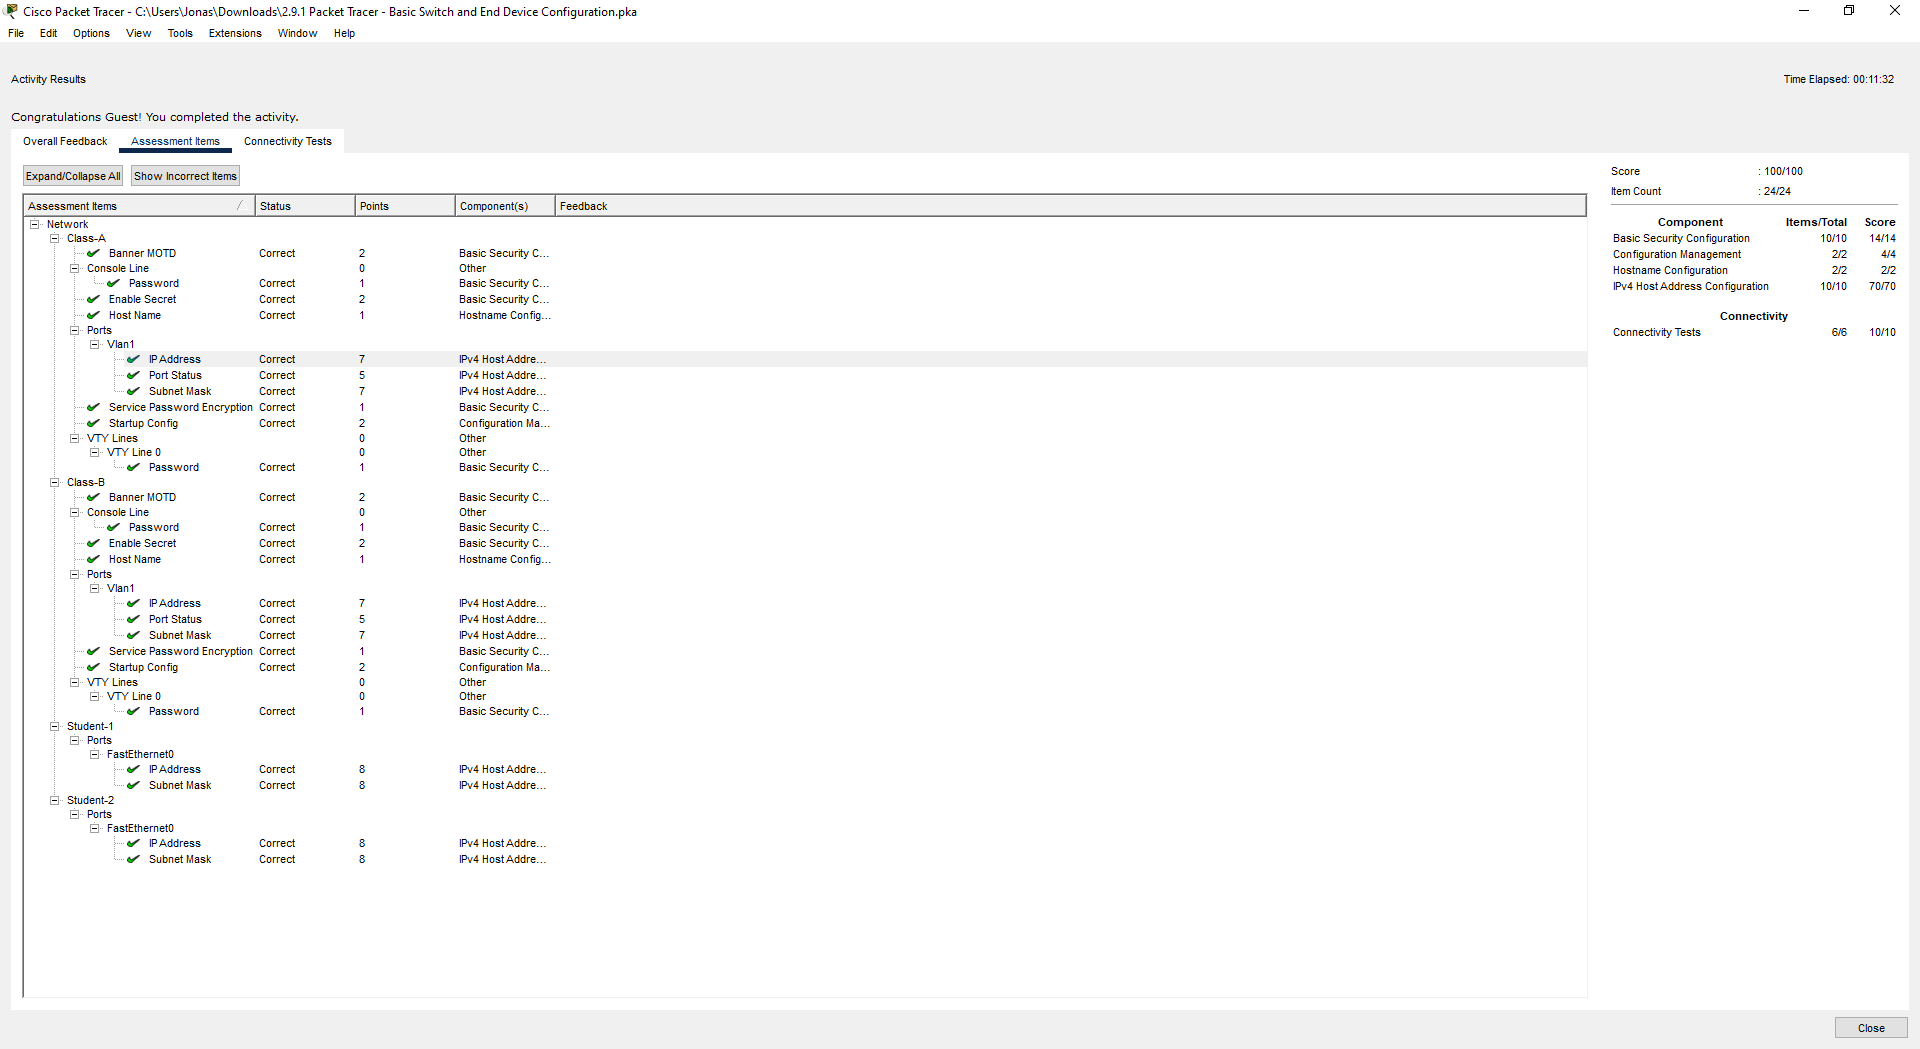 Cisco Packet Tracer - C:\Users\Jonas\Downloads\2.9.1 Packet Tracer - Basic Switch and End Device Configuration.pka
File Edit Options View Tools Extensions Window Help
Activity Results
Time Elapsed: 00:11:32
Congratulations Guest! You completed the activity.
Overall Feedback Assessment Items Connectivity Tests
Expand/Collapse All Show Incorrect Items
Assessment Items Status Points Component(s) Feedback
Network
Class-A
Banner MOTD Correct 2 Basic Security C...
Console Line 0 Other
Password Correct 1 Basic Security C...
Enable Secret Correct 2 Basic Security C...
Host Name Correct 1 Hostname Config...
Ports
Vlan1
IP Address Correct 7 IPv4 Host Addre...
Port Status Correct 5 IPv4 Host Addre...
Subnet Mask Correct 7 IPv4 Host Addre...
Service Password Encryption Correct 1 Basic Security C...
Startup Config Correct 2 Configuration Ma...
VTY Lines 0 Other
VTY Line 0 0 Other
Password Correct 1 Basic Security C...
Class-B
Banner MOTD Correct 2 Basic Security C...
Console Line 0 Other
Password Correct 1 Basic Security C...
Enable Secret Correct 2 Basic Security C...
Host Name Correct 1 Hostname Config...
Ports
Vlan1
IP Address Correct 7 IPv4 Host Addre...
Port Status Correct 5 IPv4 Host Addre...
Subnet Mask Correct 7 IPv4 Host Addre...
Service Password Encryption Correct 1 Basic Security C...
Startup Config Correct 2 Configuration Ma...
VTY Lines 0 Other
VTY Line 0 0 Other
Password Correct 1 Basic Security C...
Student-1
Ports
FastEthernet0
IP Address Correct 8 IPv4 Host Addre...
Subnet Mask Correct 8 IPv4 Host Addre...
Student-2
Ports
FastEthernet0
IP Address Correct 8 IPv4 Host Addre...
Subnet Mask Correct 8 IPv4 Host Addre...
Score : 100/100
Item Count : 24/24
Component Items/Total Score
Basic Security Configuration 10/10 14/14
Configuration Management 2/2 4/4
Hostname Configuration 2/2 2/2
IPv4 Host Address Configuration 10/10 70/70
Connectivity
Connectivity Tests 6/6 10/10
Close